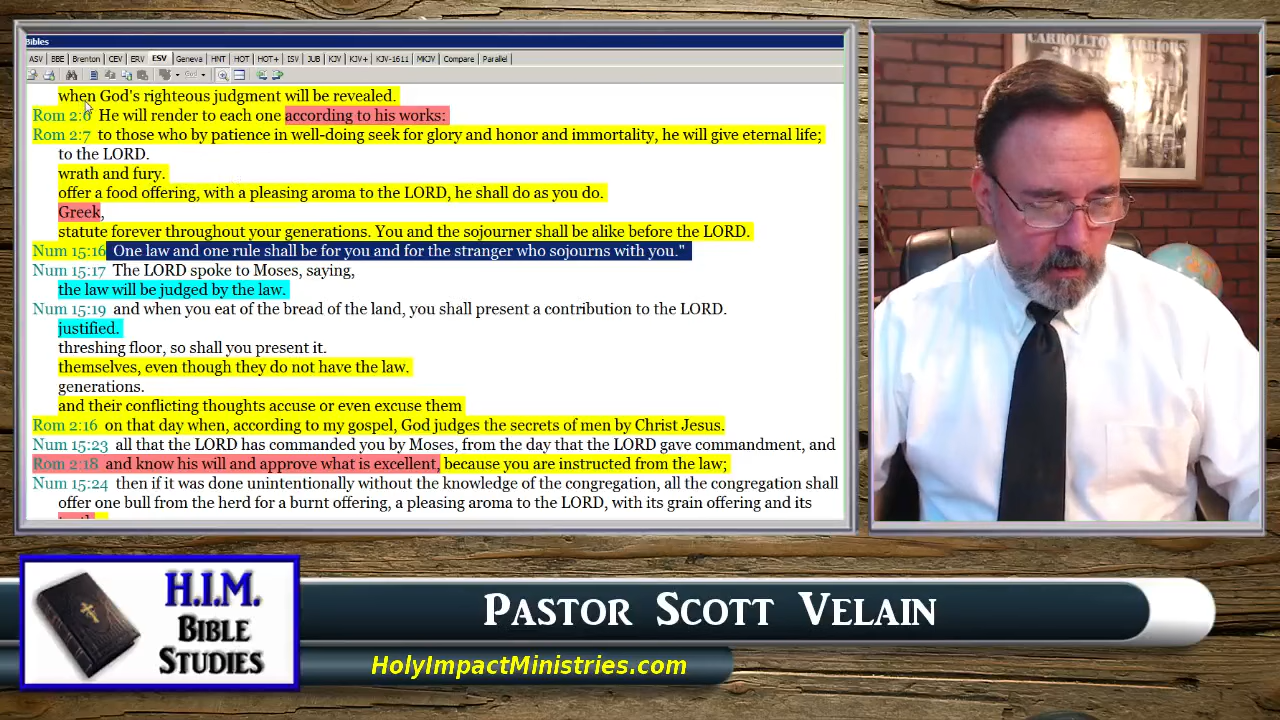 Bibles
ASV BBE Brenton CEV ERV ESV Geneva HNT HOT HOT+ ISV JUB KJV KJV+ KJV-1611 MKJV Compare Parallel
when God's righteous judgment will be revealed.
Rom 2:6 He will render to each one according to his works:
Rom 2:7 to those who by patience in well-doing seek for glory and honor and immortality, he will give eternal life;
to the LORD.
wrath and fury.
offer a food offering, with a pleasing aroma to the LORD, he shall do as you do.
Greek,
statute forever throughout your generations. You and the sojourner shall be alike before the LORD.
Num 15:16 One law and one rule shall be for you and for the stranger who sojourns with you."
Num 15:17 The LORD spoke to Moses, saying,
the law will be judged by the law.
Num 15:19 and when you eat of the bread of the land, you shall present a contribution to the LORD.
justified.
threshing floor, so shall you present it.
themselves, even though they do not have the law.
generations.
and their conflicting thoughts accuse or even excuse them
Rom 2:16 on that day when, according to my gospel, God judges the secrets of men by Christ Jesus.
Num 15:23 all that the LORD has commanded you by Moses, from the day that the LORD gave commandment, and
Rom 2:18 and know his will and approve what is excellent, because you are instructed from the law;
Num 15:24 then if it was done unintentionally without the knowledge of the congregation, all the congregation shall
offer one bull from the herd for a burnt offering, a pleasing aroma to the LORD, with its grain offering and its
CARROLLTON WARRIORS
H.I.M.
BIBLE
STUDIES
PASTOR SCOTT VELAIN
HolyImpactMinistries.com